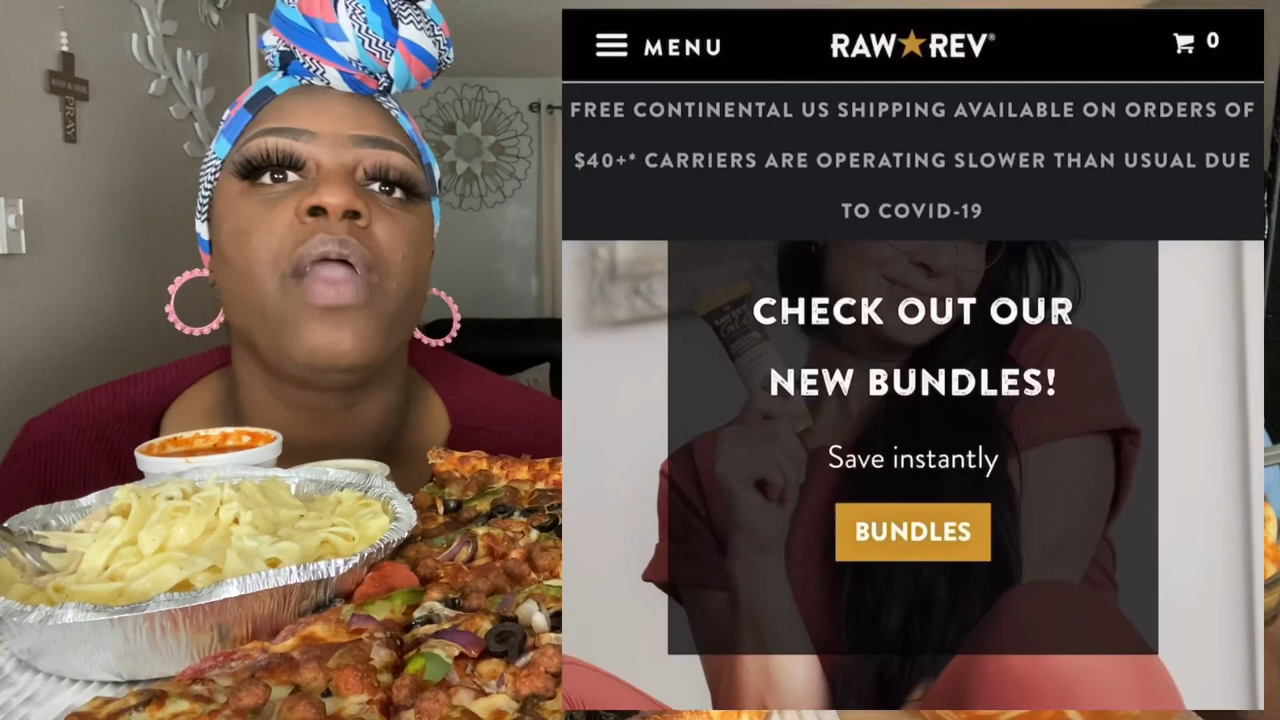 MENU
RAW★REV®
0
FREE CONTINENTAL US SHIPPING AVAILABLE ON ORDERS OF
$40+* CARRIERS ARE OPERATING SLOWER THAN USUAL DUE
TO COVID-19
CHECK OUT OUR
NEW BUNDLES!
Save instantly
BUNDLES
PRAY